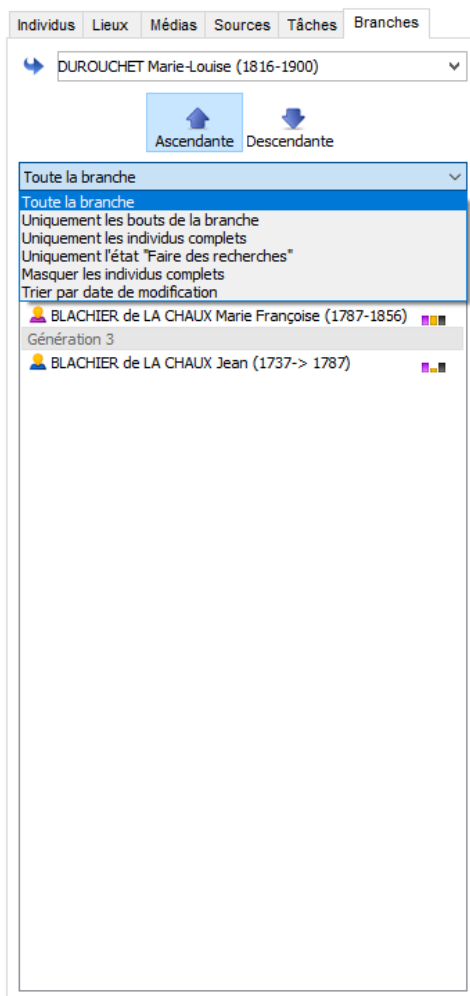 Individus Lieux Médias Sources Tâches Branches
DUROUCHET Marie-Louise (1816-1900)
Ascendante Descendante
Toute la branche
Toute la branche
Uniquement les bouts de la branche
Uniquement les individus complets
Uniquement l'état "Faire des recherches"
Masquer les individus complets
Trier par date de modification
BLACHIER de LA CHAUX Marie Françoise (1787-1856)
Génération 3
BLACHIER de LA CHAUX Jean (1737-> 1787)